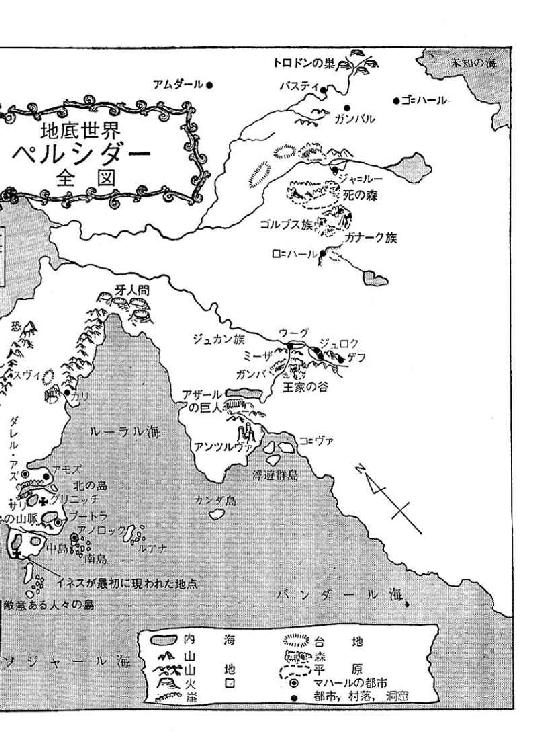 トロドンの巣
未知の海
アムダール
バスティ
ゴ=ハール
ガンバル
地底世界
ペルシダー
全図
ジャ=ルー
死の森
ゴルブス族
ガナーク族
ロ=ハール
牙人間
恐
ジュカン族
ウーグ
ジュロク
ミーザ
デフ
スヴィ
ガンバ
カリ
王家の谷
アザール
の巨人
ルーラル海
アンツルヴァ
コ=ヴァ
ダレル・アズ
アモズ
浮遊群島
北の島
サリ
グリニッチ
カンダ島
の山脈
プートラ
アノロック
ルアナ
中島
南島
イネスが最初に現われた地点
バンダール海
敵意ある人々の島
ソジャール海
内海
台地
山
森
山地
平原
火口
マハールの都市
崖
都市,村落,洞窟
N